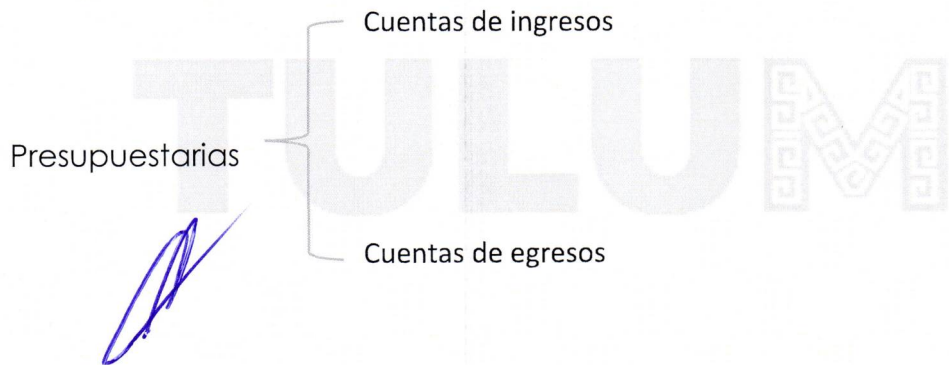 Cuentas de ingresos
TULUM
Presupuestarias
Cuentas de egresos